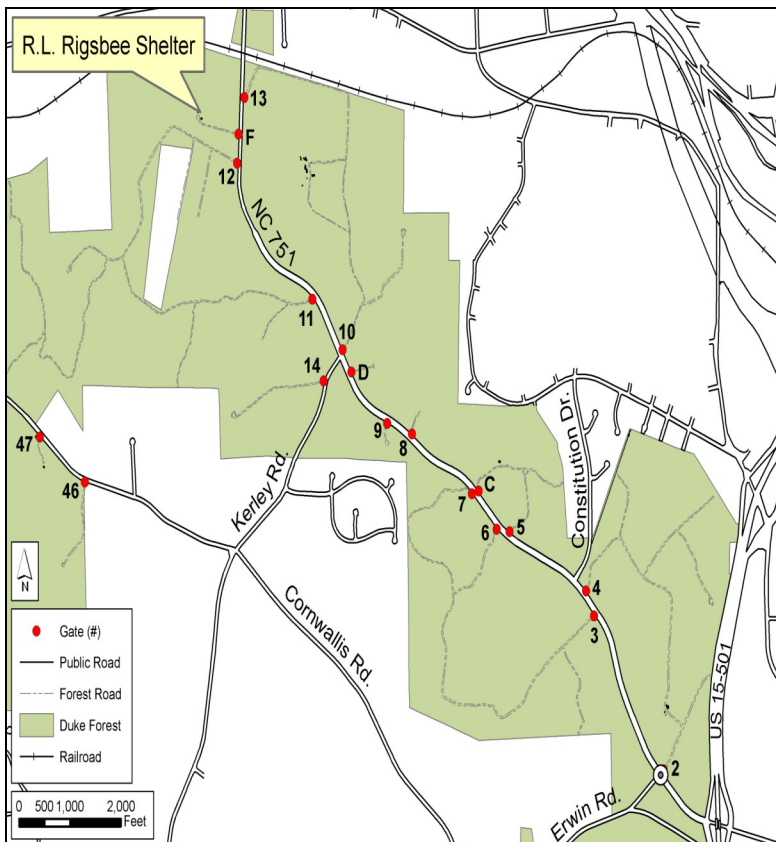 R.L. Rigsbee Shelter
13
F
12
NC 751
11
10
14
D
9
8
47
46
Kerley Rd.
C
7
6
5
Constitution Dr.
4
3
Cornwallis Rd.
US 15-501
2
Erwin Rd.
N
Gate (#)
Public Road
Forest Road
Duke Forest
Railroad
0 500 1,000 2,000
Feet